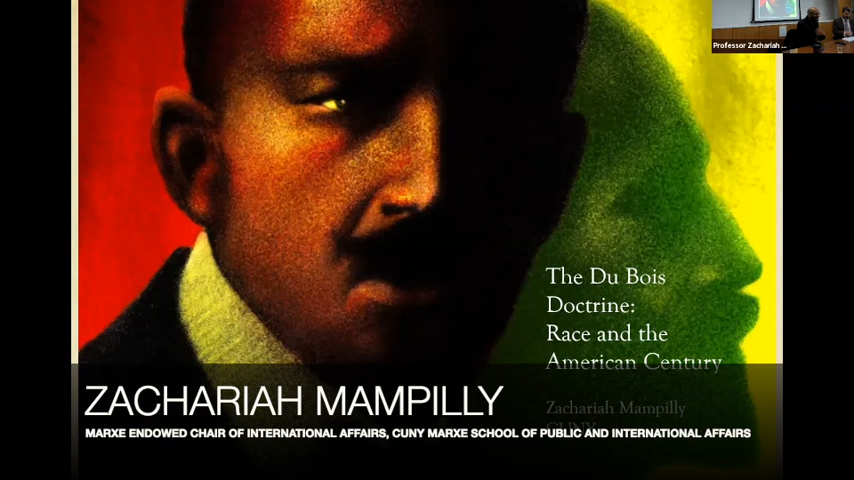 Professor Zachariah ...
The Du Bois
Doctrine:
Race and the
American Century
Zachariah Mampilly
CUNY
ZACHARIAH MAMPILLY
MARXE ENDOWED CHAIR OF INTERNATIONAL AFFAIRS, CUNY MARXE SCHOOL OF PUBLIC AND INTERNATIONAL AFFAIRS